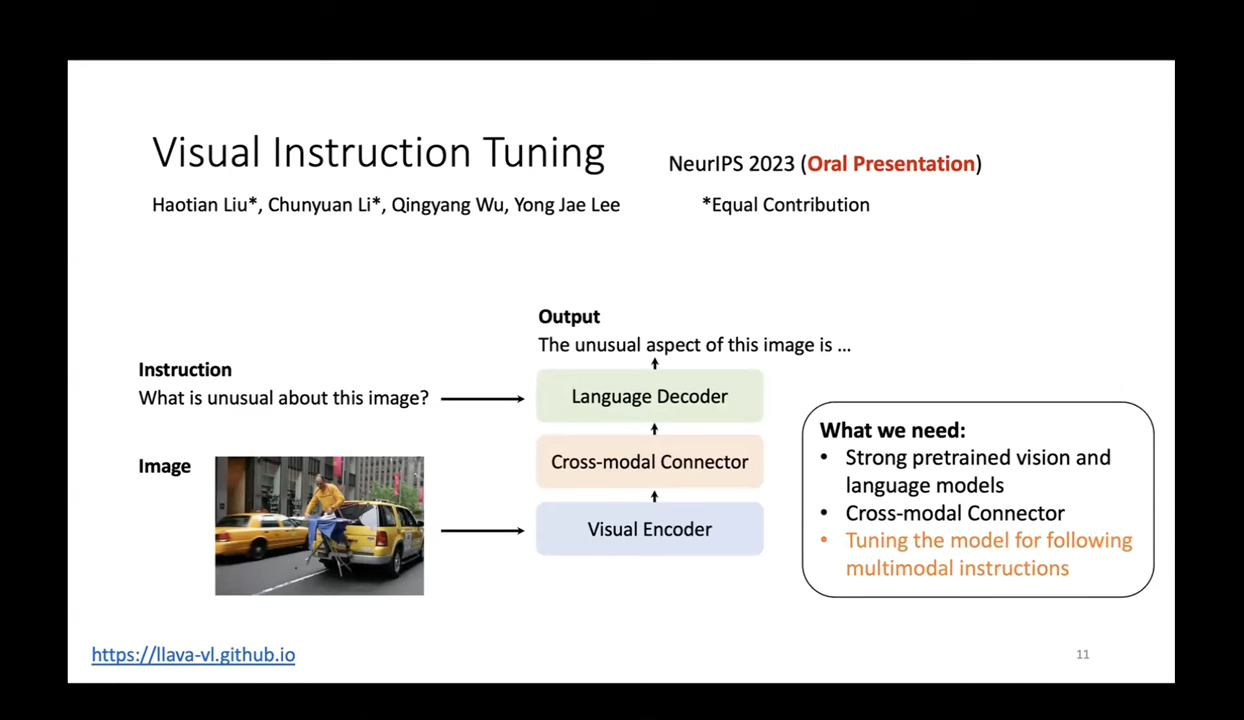 Visual Instruction Tuning
NeurIPS 2023 (Oral Presentation)
Haotian Liu*, Chunyuan Li*, Qingyang Wu, Yong Jae Lee
*Equal Contribution
Output
The unusual aspect of this image is ...
Instruction
What is unusual about this image?
Language Decoder
Cross-modal Connector
Image
Visual Encoder
What we need:
• Strong pretrained vision and
language models
• Cross-modal Connector
• Tuning the model for following
multimodal instructions
https://llava-vl.github.io
11